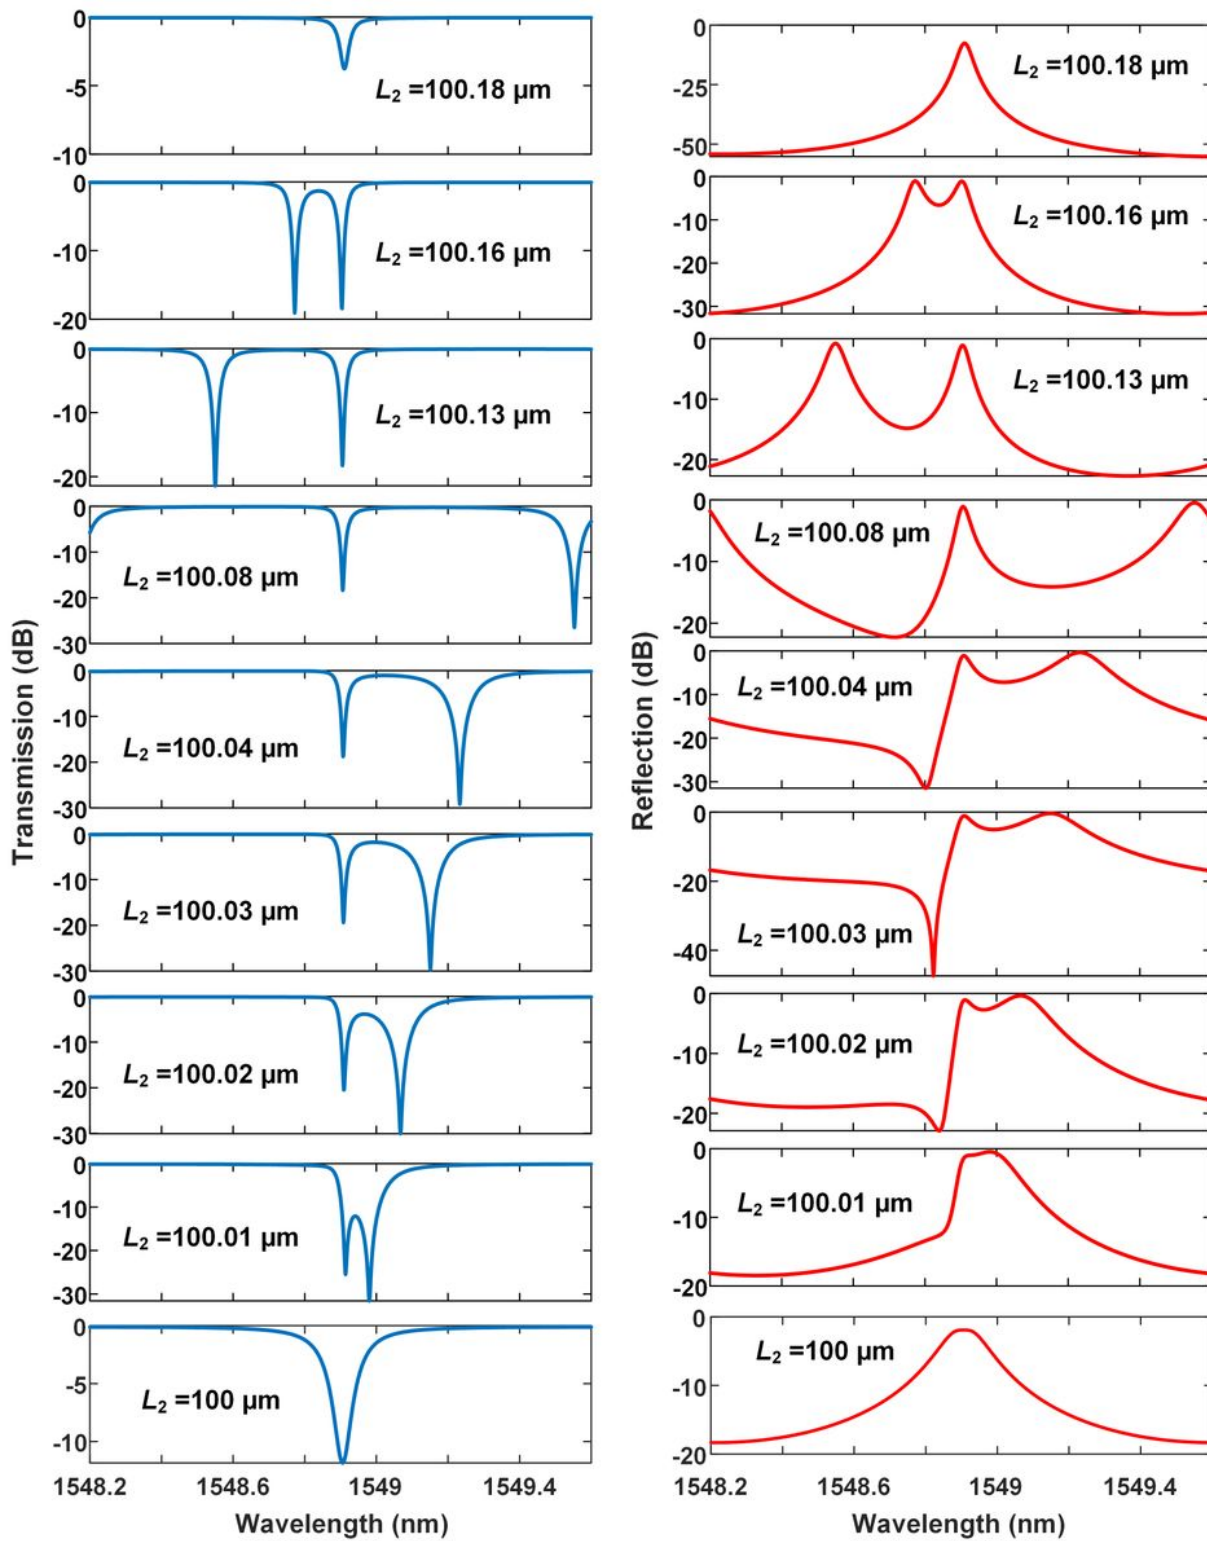 0
-5
-10
L2 =100.18 µm
0
-10
-20
L2 =100.16 µm
0
-10
-20
L2 =100.13 µm
0
-10
-20
-30
L2 =100.08 µm
0
-10
-20
-30
L2 =100.04 µm
0
-10
-20
-30
L2 =100.03 µm
0
-10
-20
-30
L2 =100.02 µm
0
-10
-20
-30
L2 =100.01 µm
0
-5
-10
L2 =100 µm
1548.2 1548.6 1549 1549.4
Wavelength (nm)
Transmission (dB)
0
-25
-50
L2 =100.18 µm
0
-10
-20
-30
L2 =100.16 µm
0
-10
-20
L2 =100.13 µm
0
-10
-20
L2 =100.08 µm
0
-10
-20
-30
L2 =100.04 µm
0
-20
-40
L2 =100.03 µm
0
-10
-20
L2 =100.02 µm
0
-10
-20
L2 =100.01 µm
0
-10
-20
L2 =100 µm
1548.2 1548.6 1549 1549.4
Wavelength (nm)
Reflection (dB)